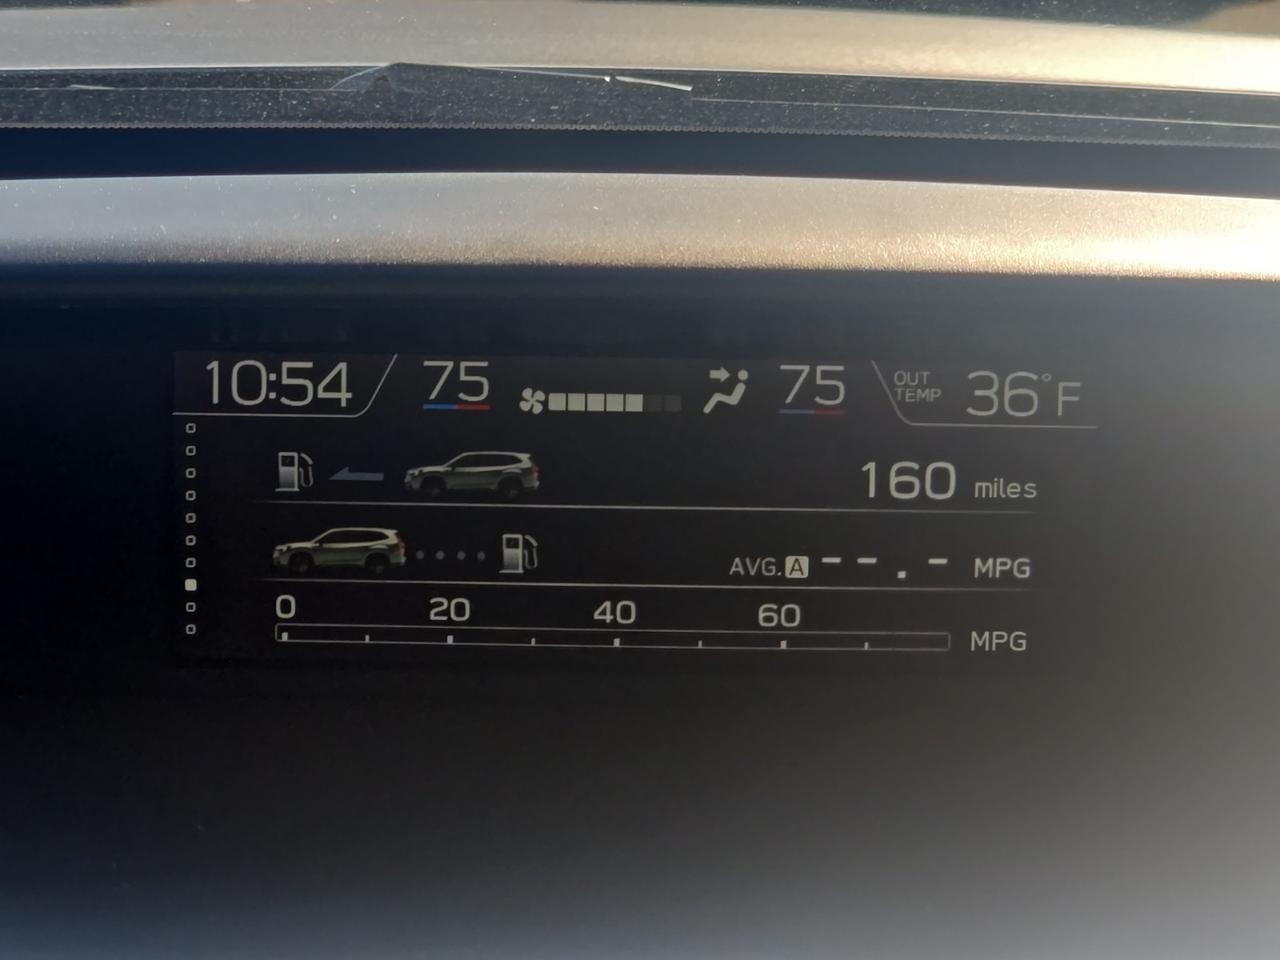 10:54 75 75 OUT TEMP 36°F
160 miles
AVG. A --.- MPG
0 20 40 60
MPG